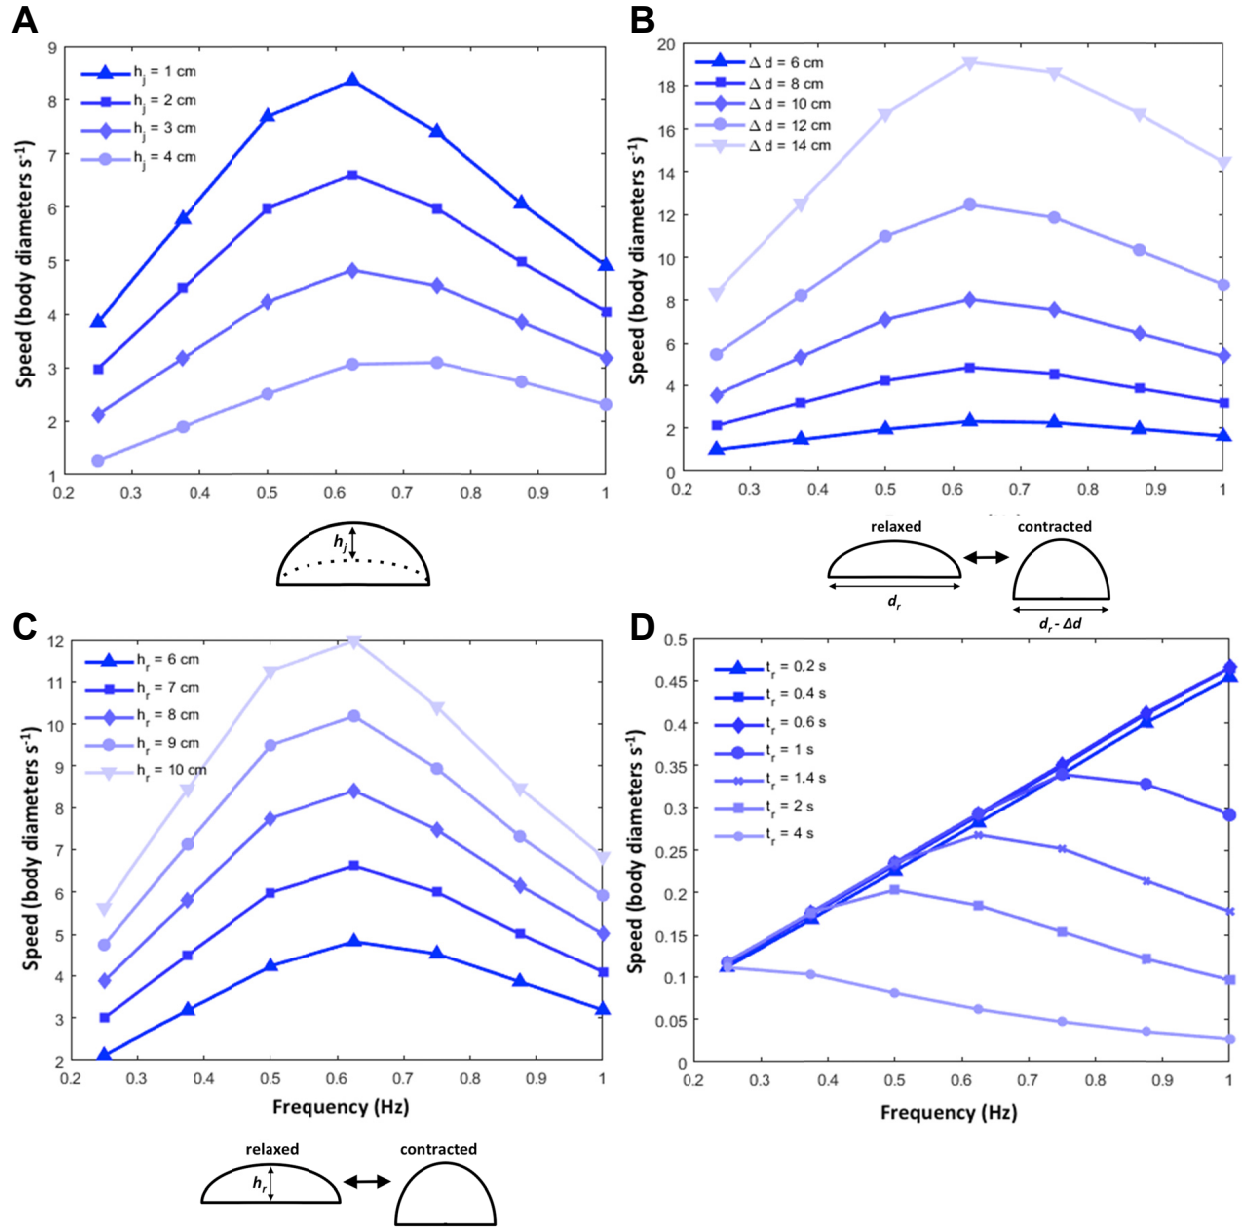 A
Speed (body diameters s-1)
9
8
7
6
5
4
3
2
1
hj = 1 cm
hj = 2 cm
hj = 3 cm
hj = 4 cm
0.2 0.3 0.4 0.5 0.6 0.7 0.8 0.9 1
hj
B
Speed (body diameters s-1)
20
18
16
14
12
10
8
6
4
2
0
Δ d = 6 cm
Δ d = 8 cm
Δ d = 10 cm
Δ d = 12 cm
Δ d = 14 cm
0.2 0.3 0.4 0.5 0.6 0.7 0.8 0.9 1
relaxed contracted
dr
dr - Δd
C
Speed (body diameters s-1)
12
11
10
9
8
7
6
5
4
3
2
hr = 6 cm
hr = 7 cm
hr = 8 cm
hr = 9 cm
hr = 10 cm
0.2 0.3 0.4 0.5 0.6 0.7 0.8 0.9 1
Frequency (Hz)
relaxed contracted
hr
D
Speed (body diameters s-1)
0.5
0.45
0.4
0.35
0.3
0.25
0.2
0.15
0.1
0.05
0
tr = 0.2 s
tr = 0.4 s
tr = 0.6 s
tr = 1 s
tr = 1.4 s
tr = 2 s
tr = 4 s
0.2 0.3 0.4 0.5 0.6 0.7 0.8 0.9 1
Frequency (Hz)